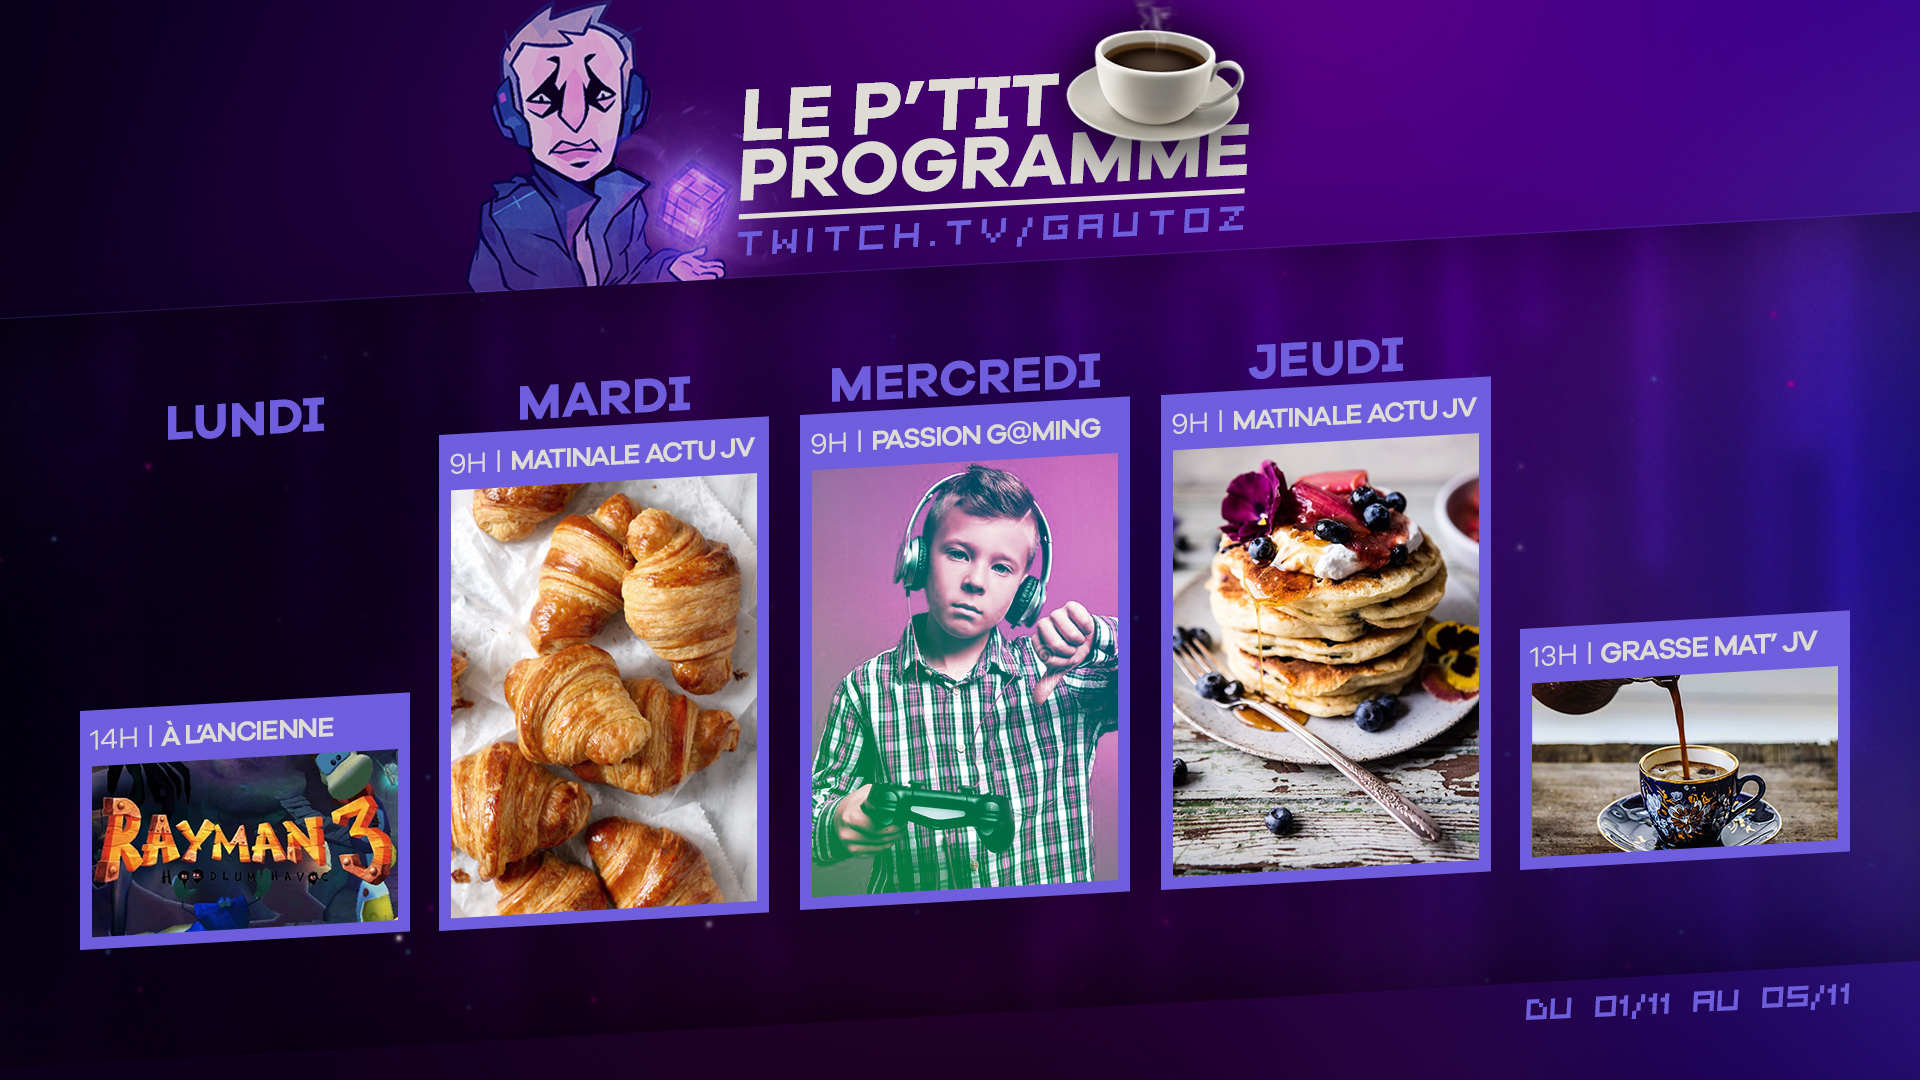 LE P'TIT
PROGRAMME
TWITCH.TV/GAUTOZ
LUNDI
14H | À L'ANCIENNE
RAYMAN 3
HOODLUM HAVOC
MARDI
9H | MATINALE ACTU JV
MERCREDI
9H | PASSION G@MING
JEUDI
9H | MATINALE ACTU JV
13H | GRASSE MAT' JV
DU 01/11 AU 05/11